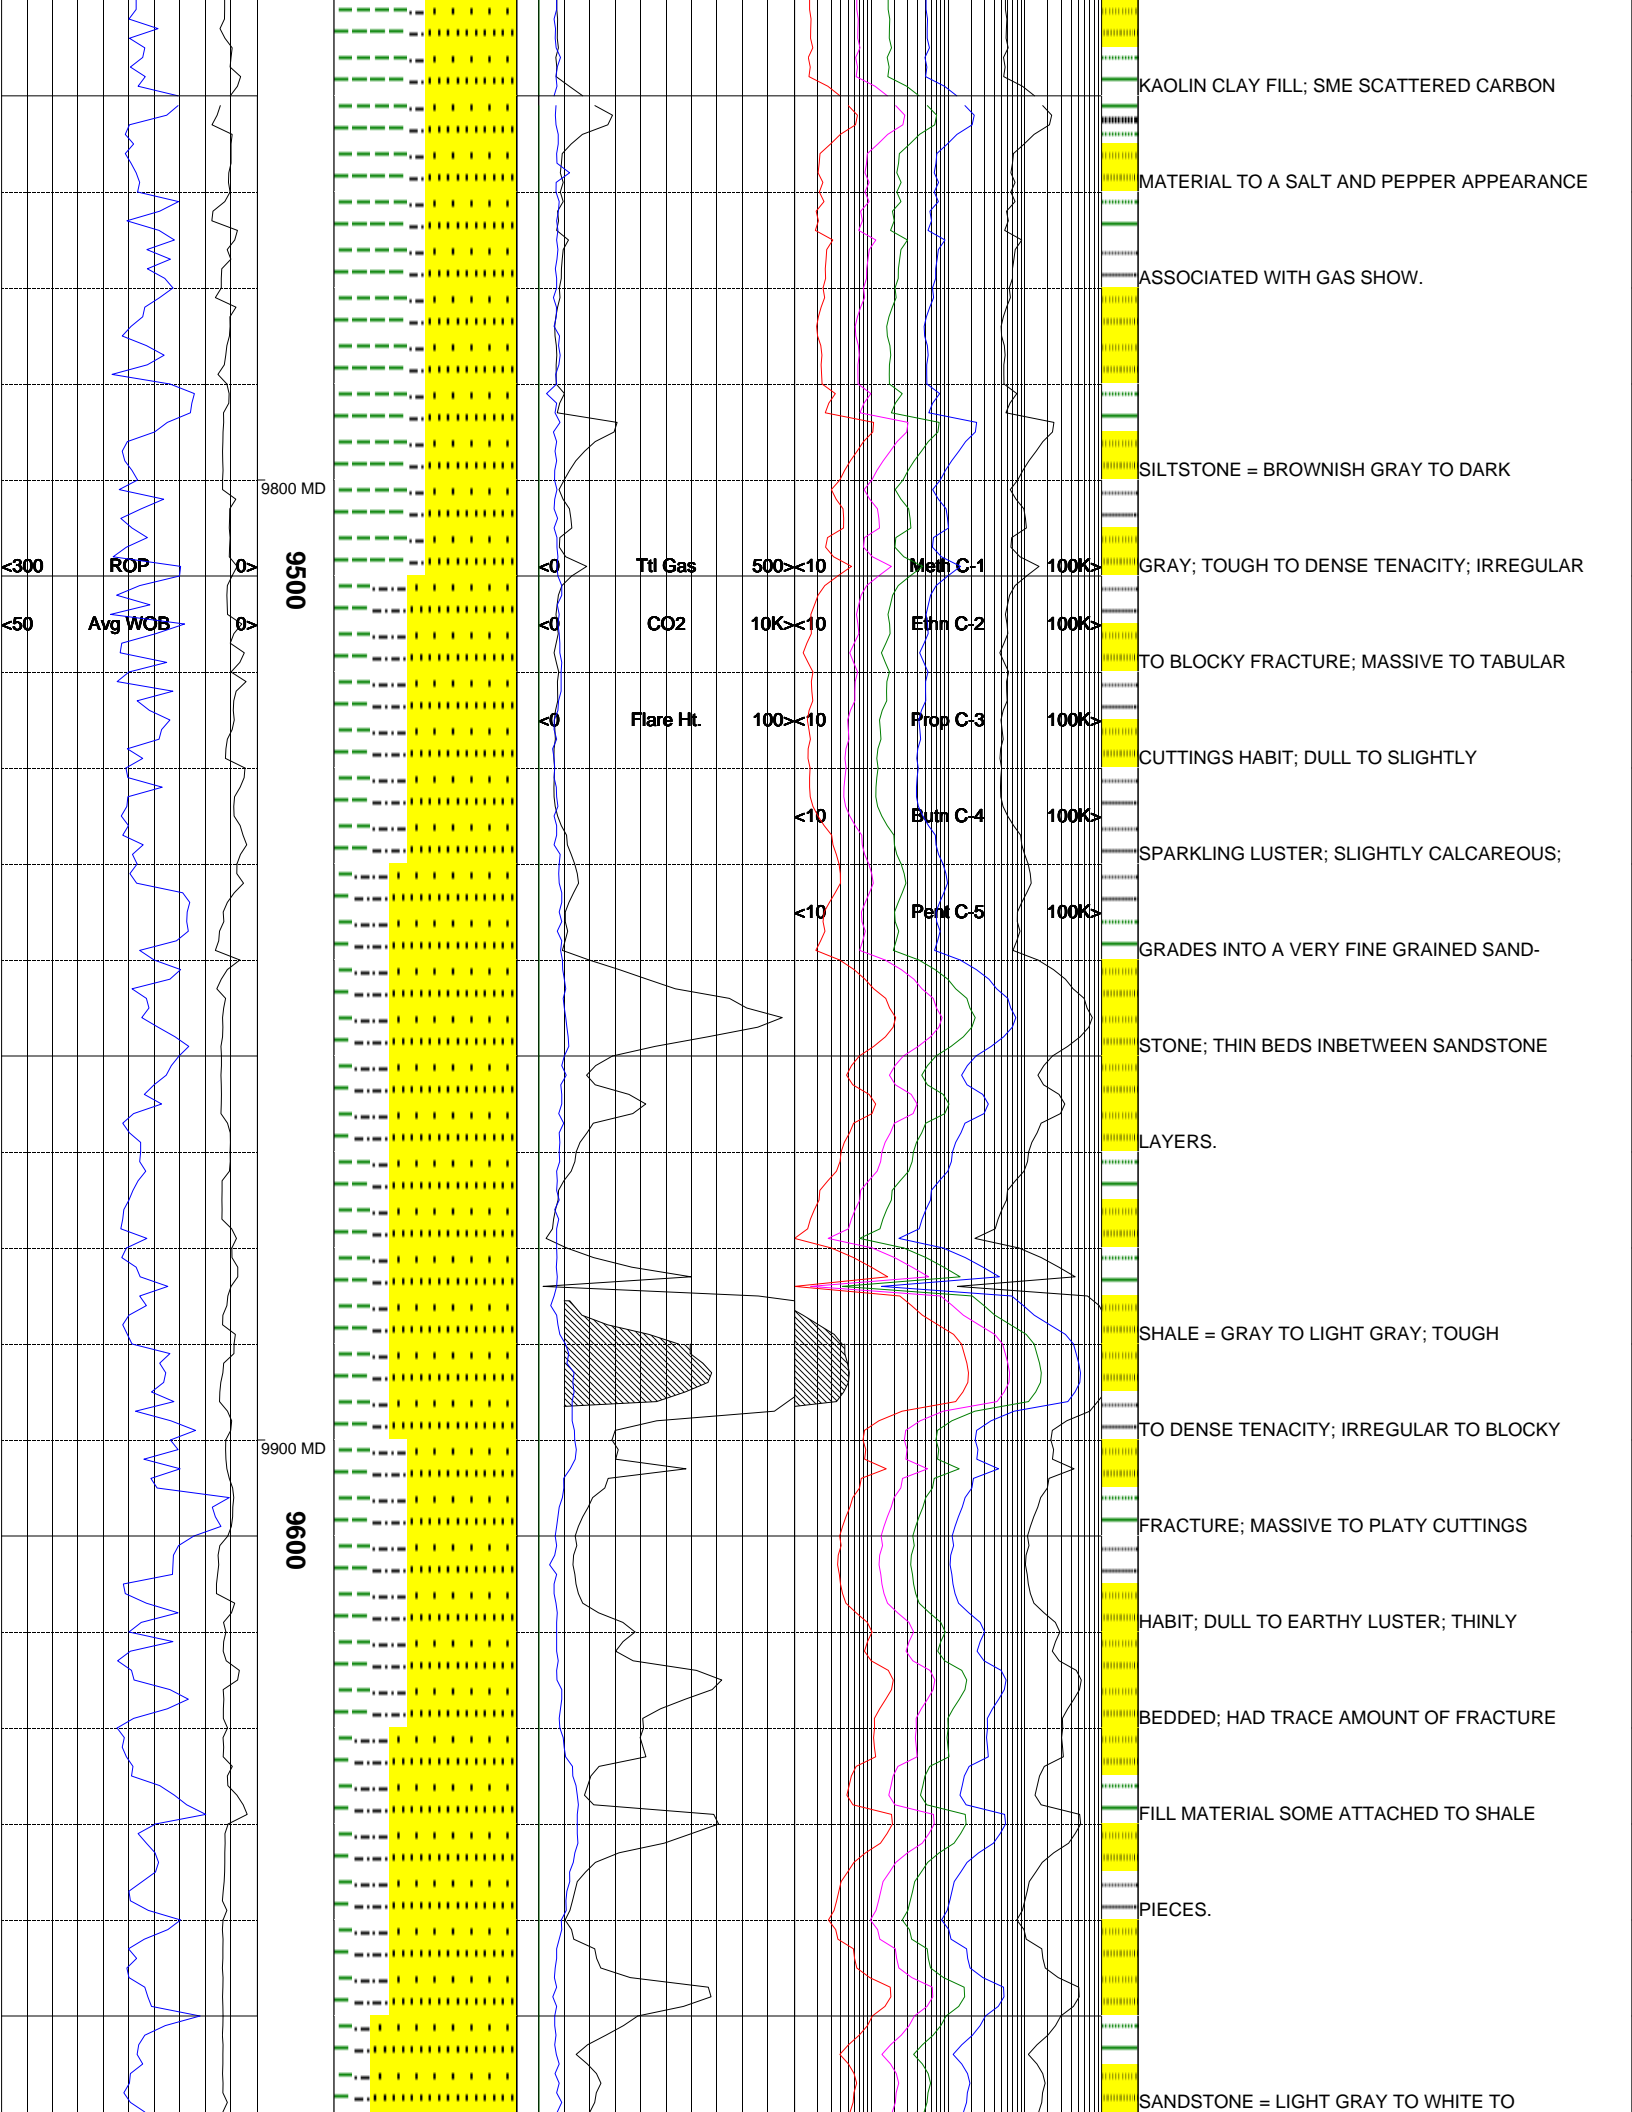 KAOLIN CLAY FILL; SME SCATTERED CARBON
MATERIAL TO A SALT AND PEPPER APPEARANCE
ASSOCIATED WITH GAS SHOW.
SILTSTONE = BROWNISH GRAY TO DARK
9800 MD
<300 ROP 0>
9500
<0 Ttl Gas 500>
<10 Meth C-1 100K>
GRAY; TOUGH TO DENSE TENACITY; IRREGULAR
<50 Avg WOB 0>
<0 CO2 10K>
<10 Ethn C-2 100K>
TO BLOCKY FRACTURE; MASSIVE TO TABULAR
<0 Flare Ht. 100>
<10 Prop C-3 100K>
CUTTINGS HABIT; DULL TO SLIGHTLY
<10 Butn C-4 100K>
SPARKLING LUSTER; SLIGHTLY CALCAREOUS;
<10 Pent C-5 100K>
GRADES INTO A VERY FINE GRAINED SAND-
STONE; THIN BEDS INBETWEEN SANDSTONE
LAYERS.
SHALE = GRAY TO LIGHT GRAY; TOUGH
TO DENSE TENACITY; IRREGULAR TO BLOCKY
9900 MD
9600
FRACTURE; MASSIVE TO PLATY CUTTINGS
HABIT; DULL TO EARTHY LUSTER; THINLY
BEDDED; HAD TRACE AMOUNT OF FRACTURE
FILL MATERIAL SOME ATTACHED TO SHALE
PIECES.
SANDSTONE = LIGHT GRAY TO WHITE TO